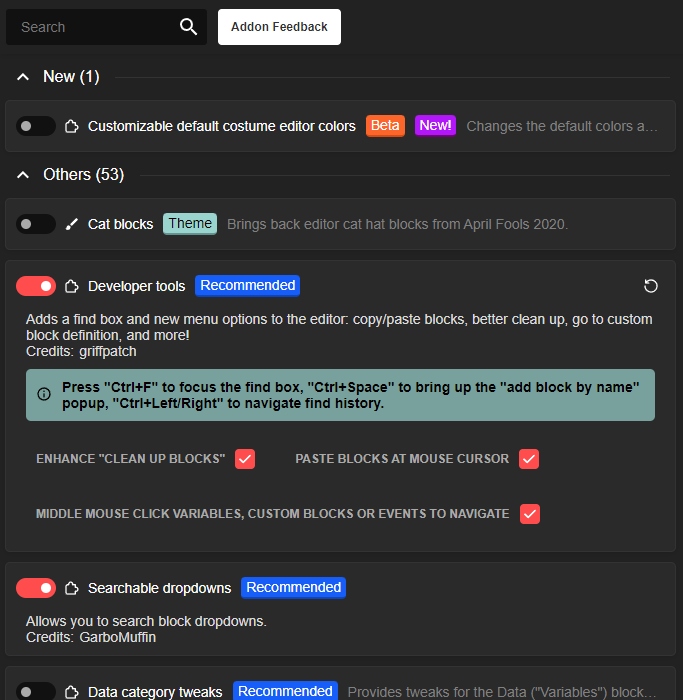 Search
Addon Feedback
New (1)
Customizable default costume editor colors Beta New! Changes the default colors a...
Others (53)
Cat blocks Theme Brings back editor cat hat blocks from April Fools 2020.
Developer tools Recommended
Adds a find box and new menu options to the editor: copy/paste blocks, better clean up, go to custom
block definition, and more!
Credits: griffpatch
Press "Ctrl+F" to focus the find box, "Ctrl+Space" to bring up the "add block by name"
popup, "Ctrl+Left/Right" to navigate find history.
ENHANCE "CLEAN UP BLOCKS" PASTE BLOCKS AT MOUSE CURSOR
MIDDLE MOUSE CLICK VARIABLES, CUSTOM BLOCKS OR EVENTS TO NAVIGATE
Searchable dropdowns Recommended
Allows you to search block dropdowns.
Credits: GarboMuffin
Data category tweaks Recommended Provides tweaks for the Data ("Variables") block...